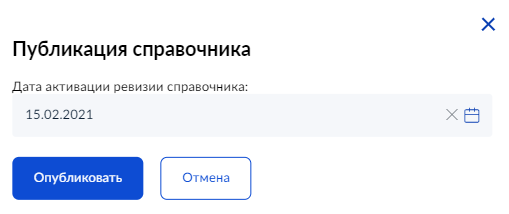 Публикация справочника
Дата активации ревизии справочника:
15.02.2021
Опубликовать
Отмена